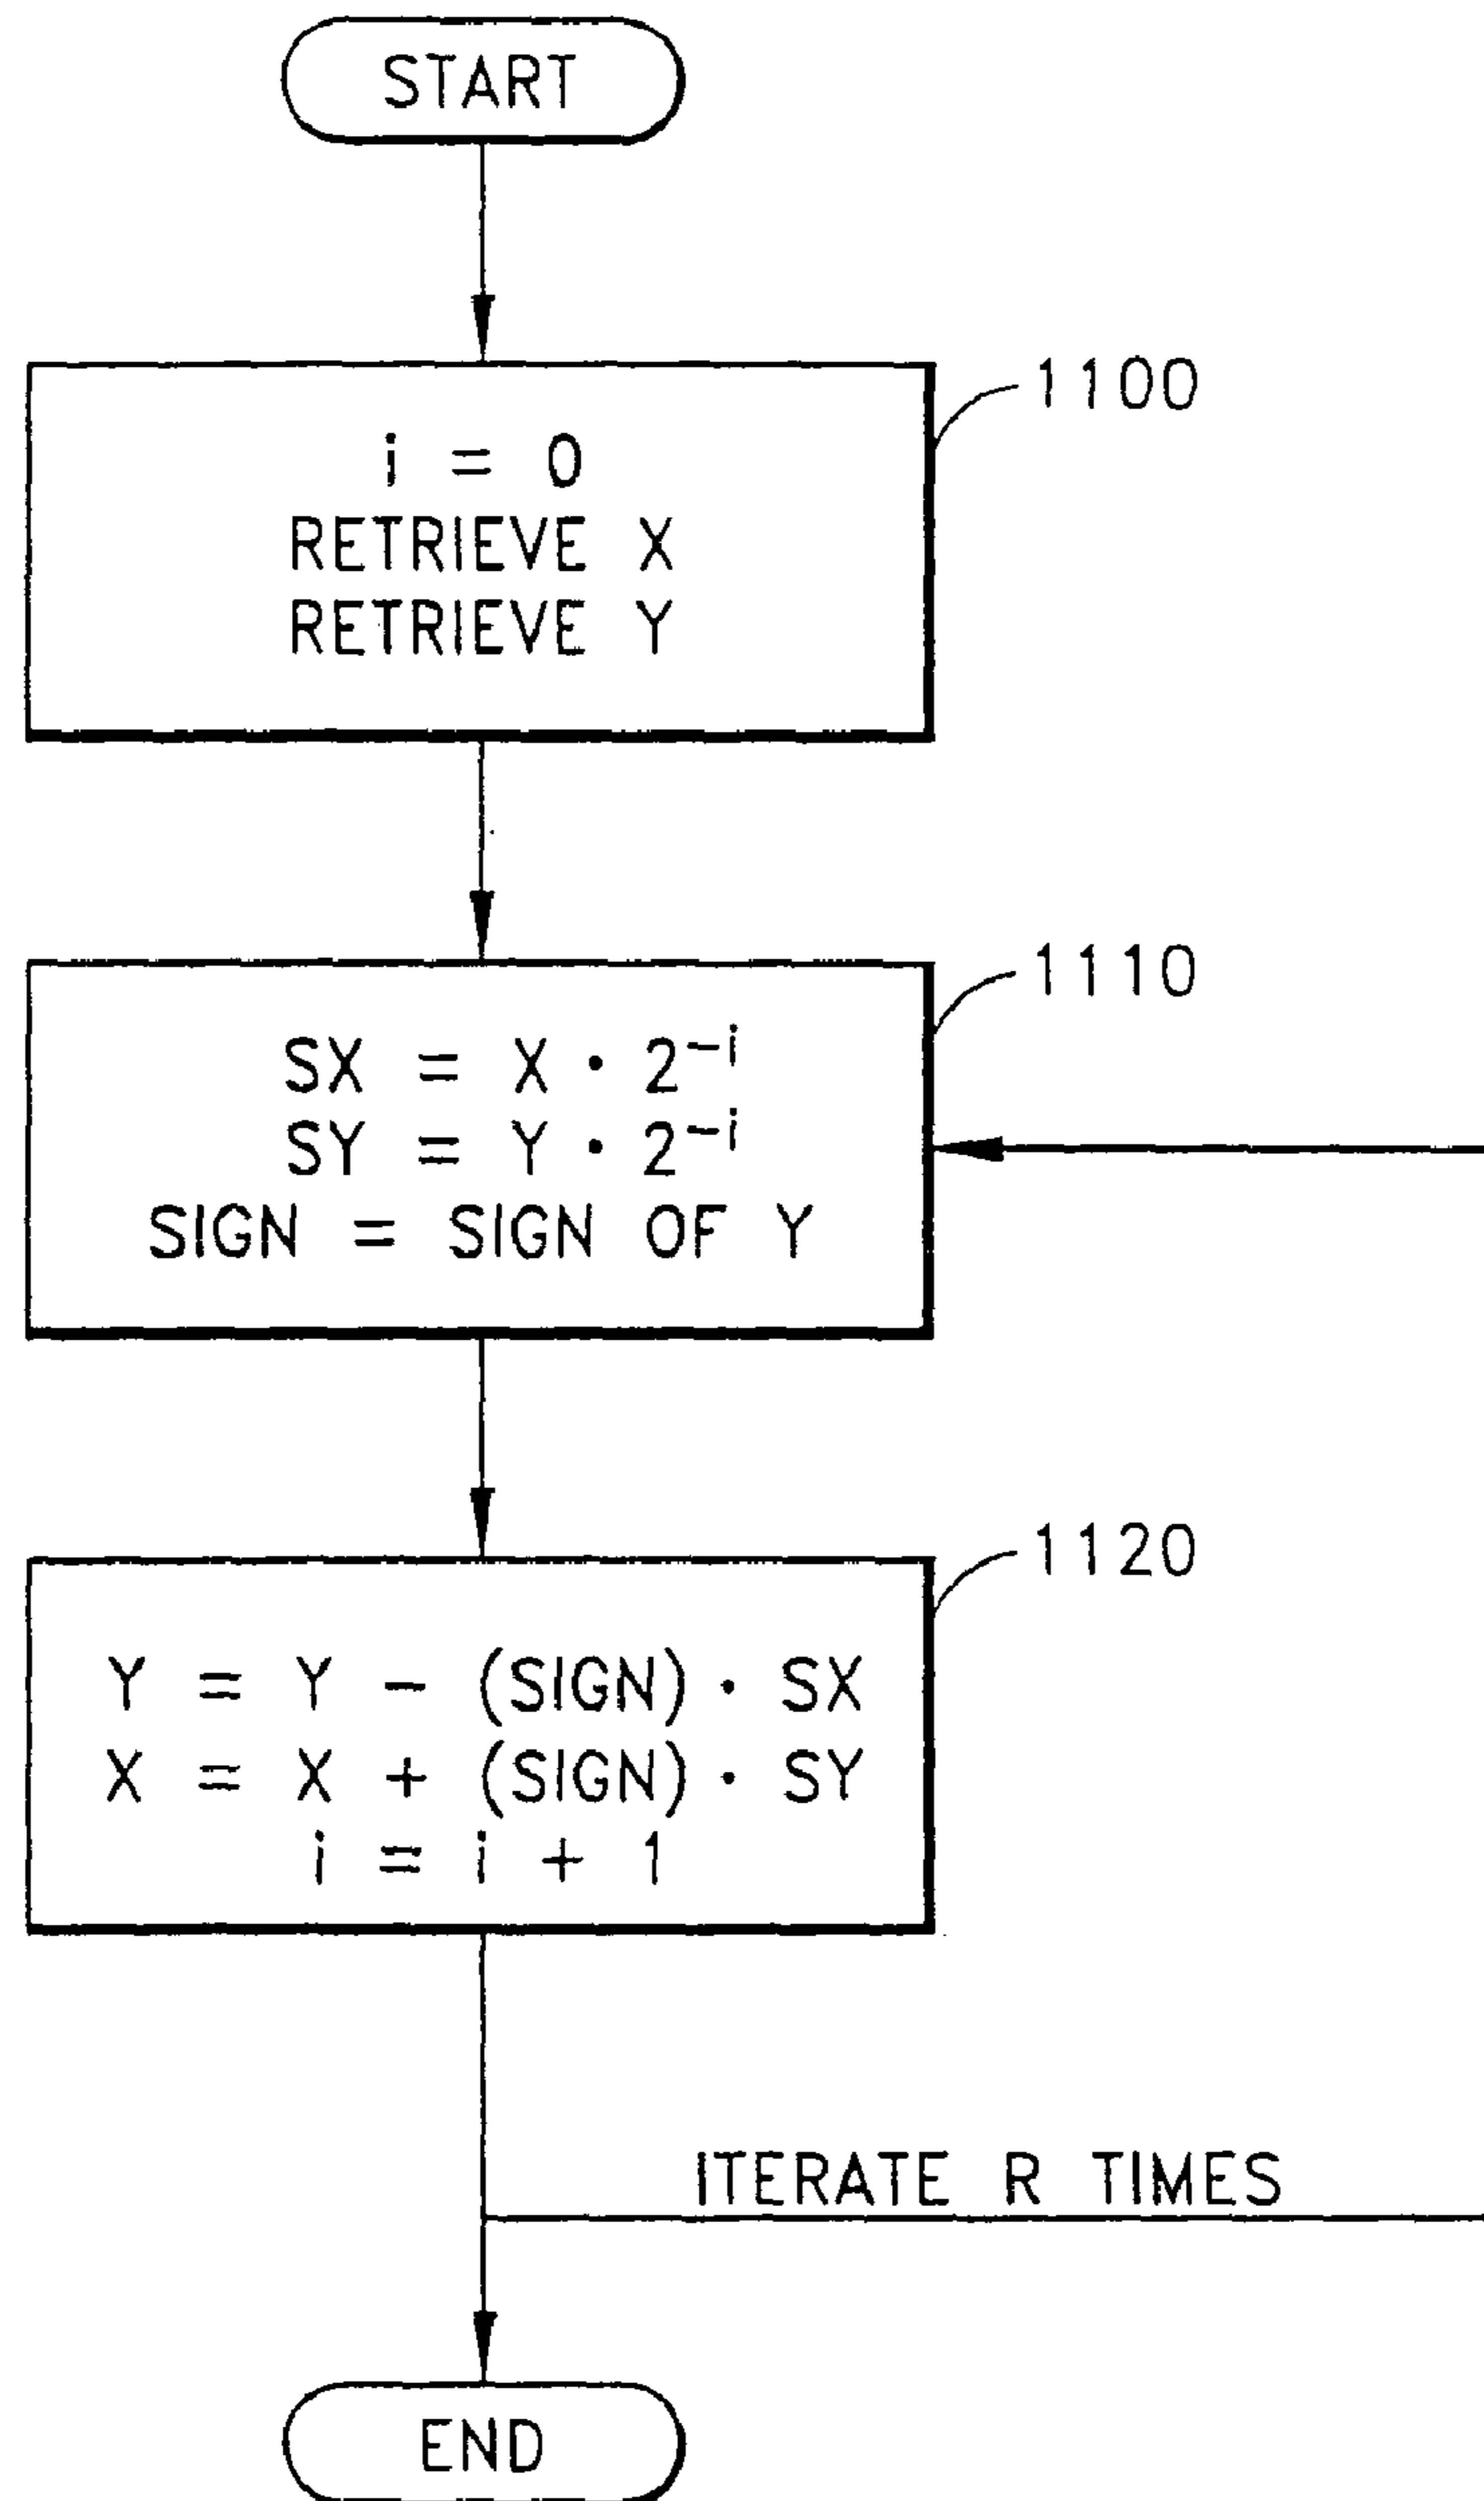 START
1100
i = 0
RETRIEVE X
RETRIEVE Y
1110
SX = X · 2⁻ⁱ
SY = Y · 2⁻ⁱ
SIGN = SIGN OF Y
1120
Y = Y − (SIGN) · SX
X = X + (SIGN) · SY
i = i + 1
ITERATE R TIMES
END